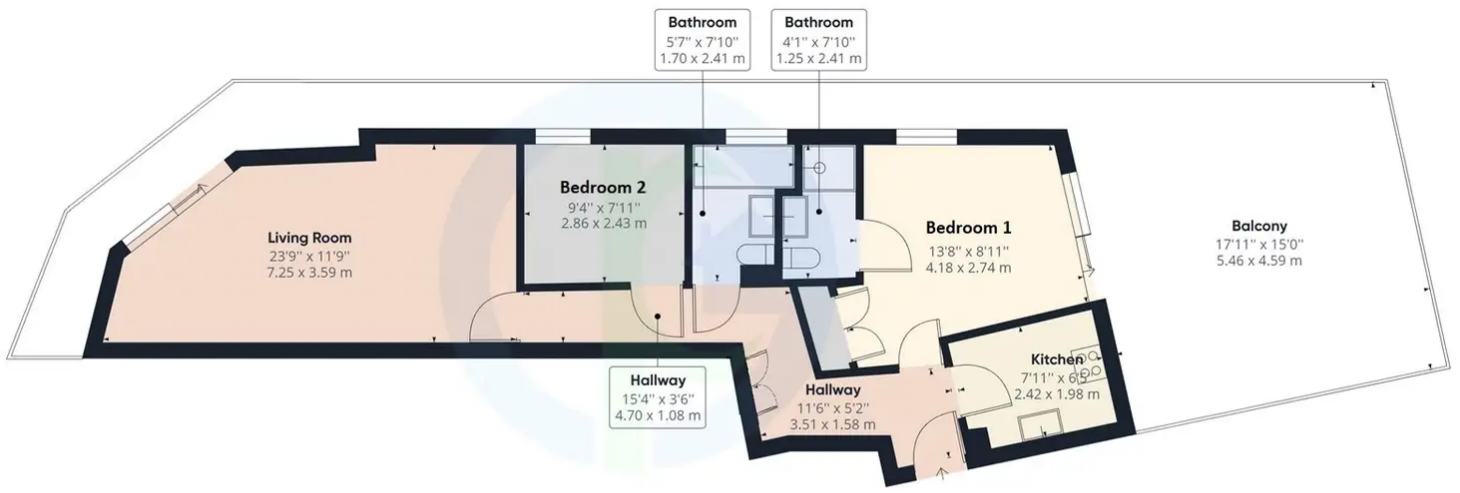 Bathroom
5'7" x 7'10"
1.70 x 2.41 m
Bathroom
4'1" x 7'10"
1.25 x 2.41 m
Living Room
23'9" x 11'9"
7.25 x 3.59 m
Bedroom 2
9'4" x 7'11"
2.86 x 2.43 m
Bedroom 1
13'8" x 8'11"
4.18 x 2.74 m
Balcony
17'11" x 15'0"
5.46 x 4.59 m
Hallway
15'4" x 3'6"
4.70 x 1.08 m
Hallway
11'6" x 5'2"
3.51 x 1.58 m
Kitchen
7'11" x 6'5"
2.42 x 1.98 m